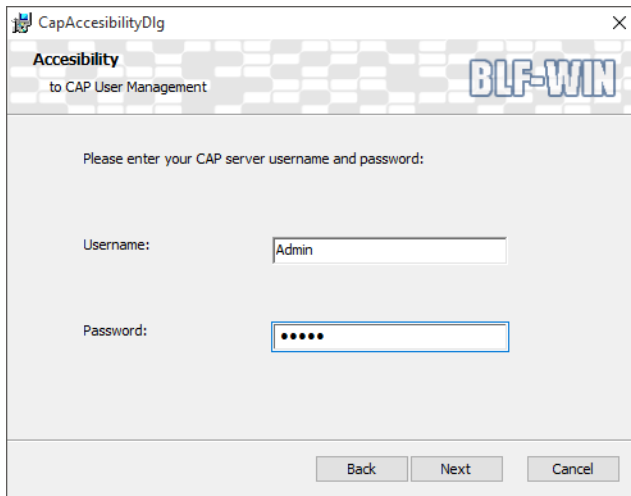 CapAccesibilityDlg
Accesibility
to CAP User Management
BLF-WIN
Please enter your CAP server username and password:
Username:
Admin
Password:
•••••
Back Next Cancel